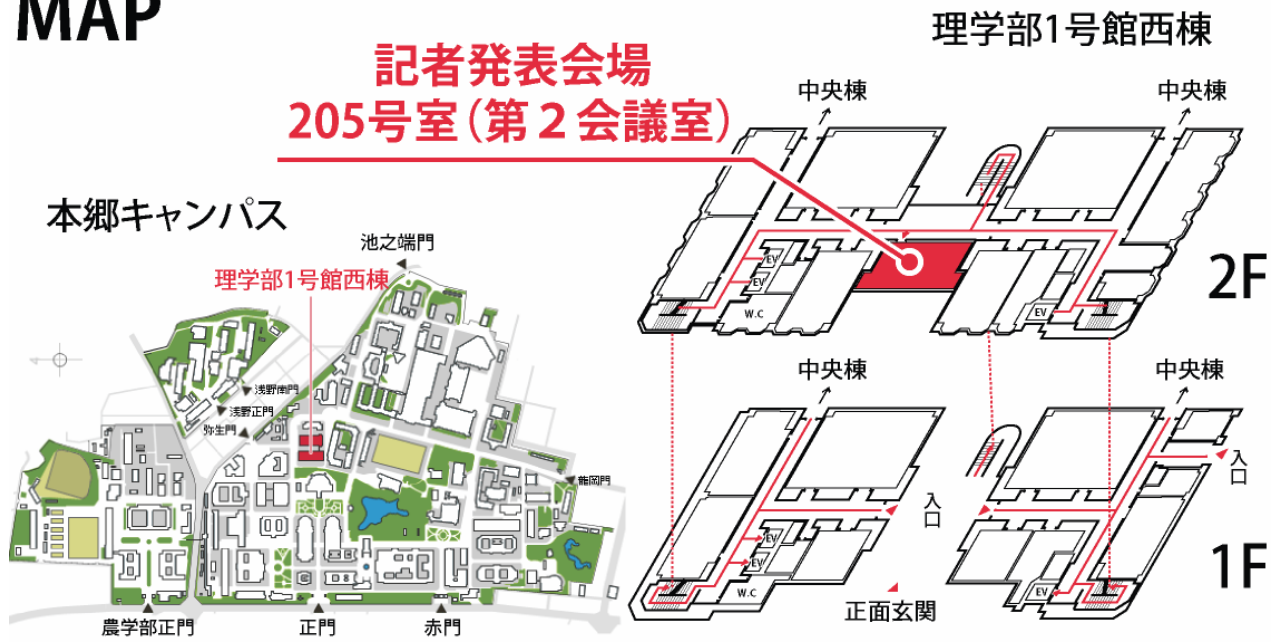 MAP
理学部1号館西棟
記者発表会場
205号室（第２会議室）
中央棟
中央棟
本郷キャンパス
池之端門
理学部1号館西棟
2F
EV
EV
W.C
EV
浅野南門
浅野正門
弥生門
龍岡門
中央棟
中央棟
入口
入口
1F
EV
EV
W.C
EV
正面玄関
農学部正門
正門
赤門